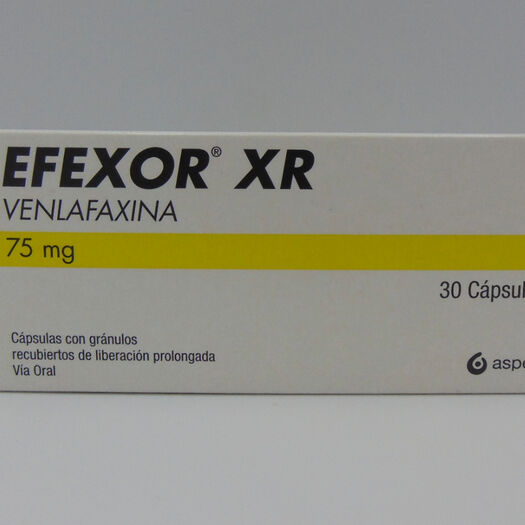 EFEXOR® XR
VENLAFAXINA
75 mg
30 Cápsul
Cápsulas con gránulos
recubiertos de liberación prolongada
Vía Oral
aspe